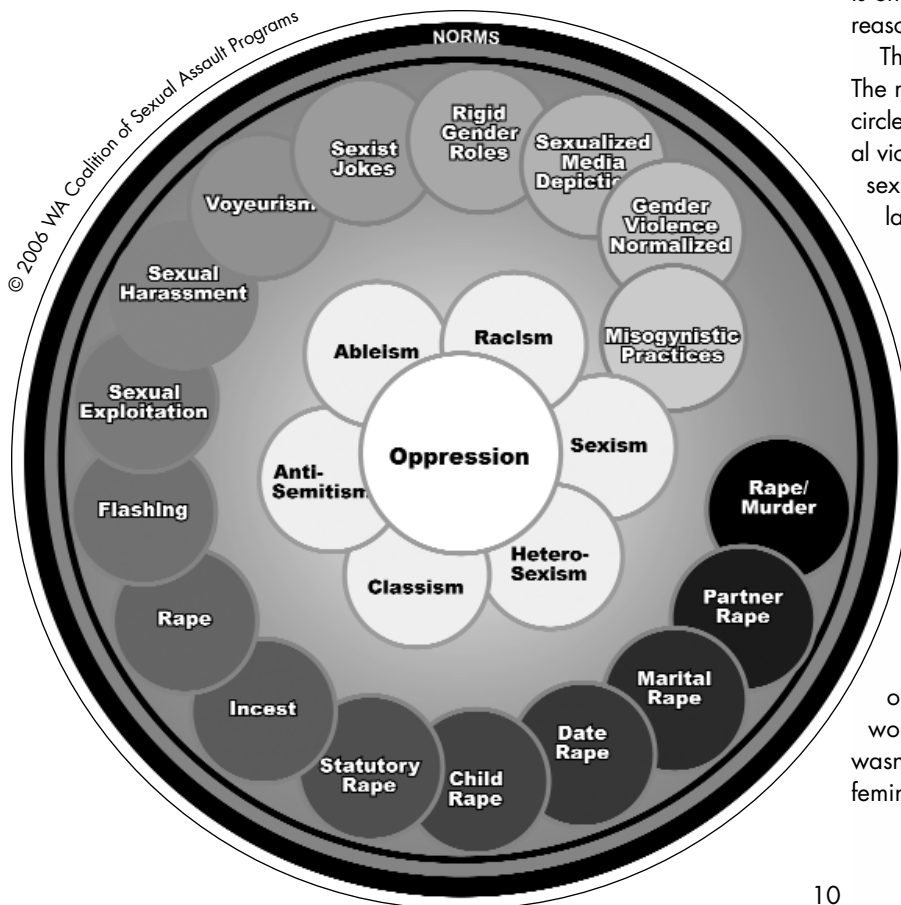 © 2006 WA Coalition of Sexual Assault Programs
NORMS
Rigid
Gender
Roles
Sexualized
Media
Depictio
Gender
Violence
Normalized
Misogynistic
Practices
Sexist
Jokes
Voyeurism
Sexual
Harassment
Sexual
Exploitation
Flashing
Rape
Incest
Statutory
Rape
Child
Rape
Date
Rape
Marital
Rape
Partner
Rape
Rape/
Murder
Oppression
Ableism
Racism
Sexism
Hetero-
Sexism
Classism
Anti-
Semitism
reaso
Th
The r
circle
al vio
sex
la
o
wo
wasn
femin
10